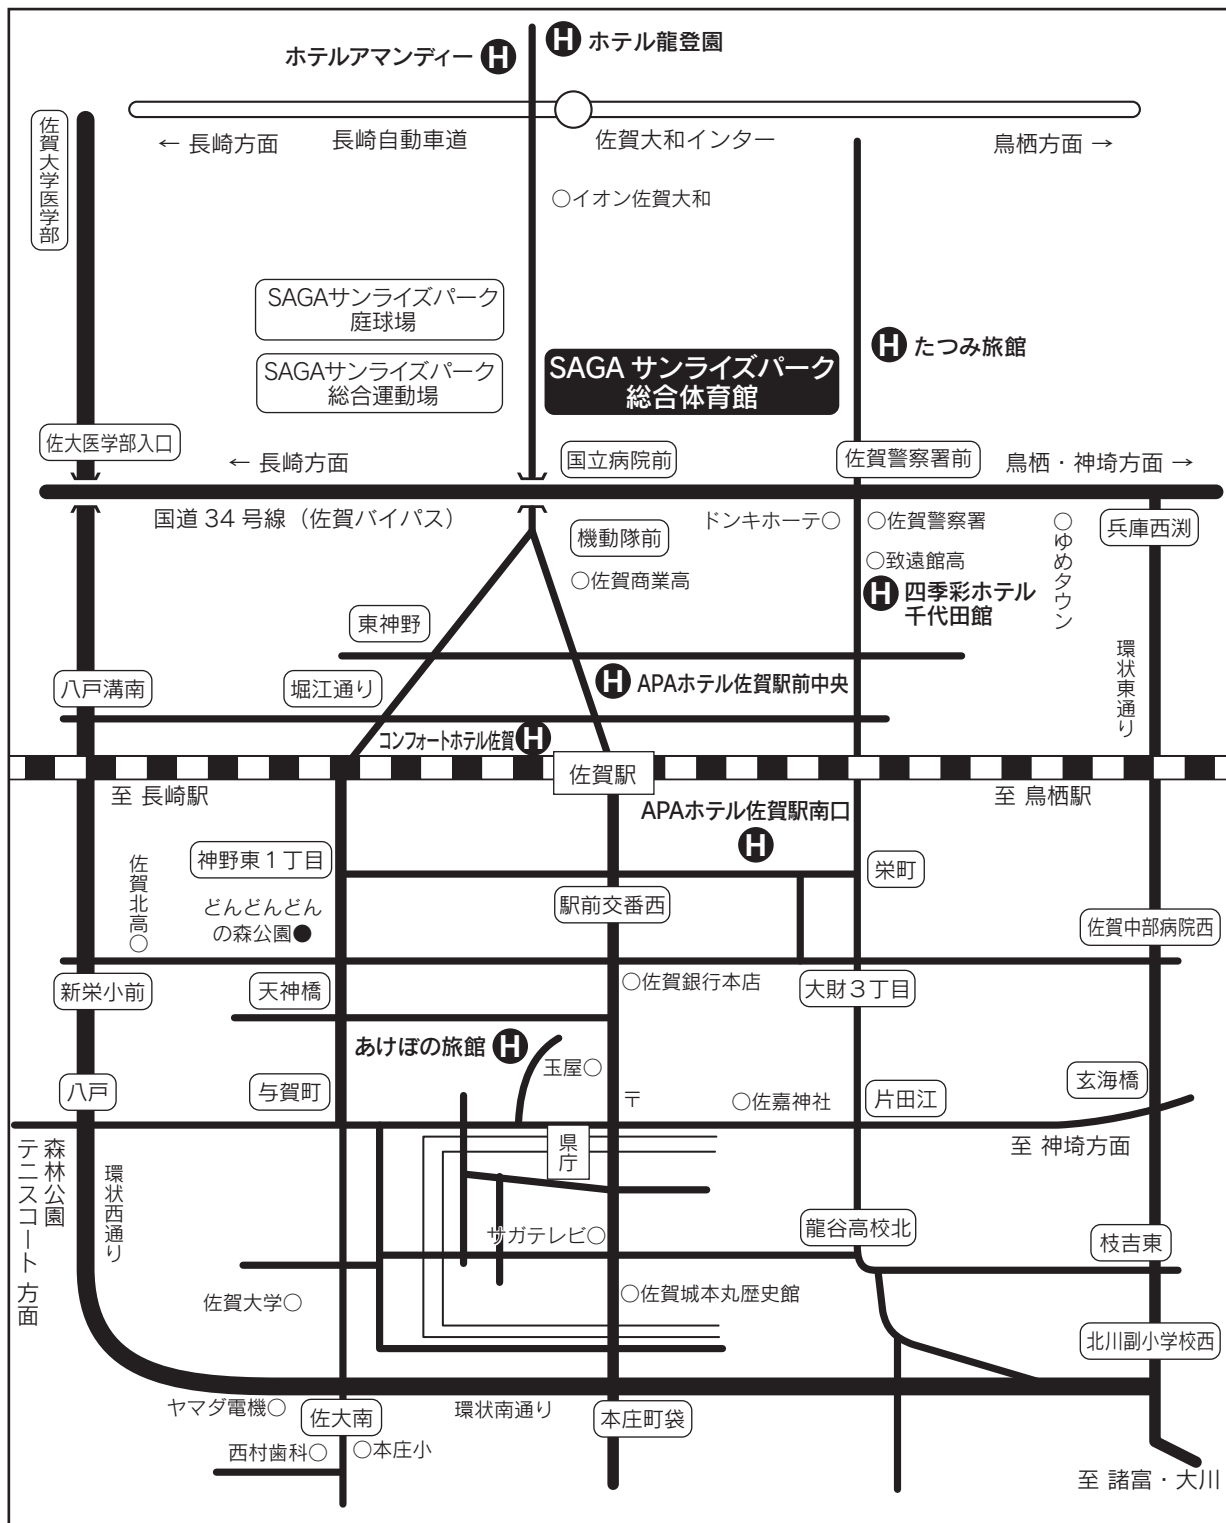 ホテルアマンディー H
H ホテル龍登園
佐賀大学医学部
← 長崎方面
長崎自動車道
佐賀大和インター
鳥栖方面 →
○イオン佐賀大和
SAGAサンライズパーク
庭球場
SAGAサンライズパーク
総合運動場
SAGA サンライズパーク
総合体育館
H たつみ旅館
佐大医学部入口
← 長崎方面
国立病院前
佐賀警察署前
鳥栖・神埼方面 →
国道 34 号線（佐賀バイパス）
機動隊前
ドンキホーテ○
○佐賀警察署
○ゆめタウン
兵庫西渕
○佐賀商業高
○致遠館高
H 四季彩ホテル
千代田館
東神野
環状東通り
八戸溝南
堀江通り
H APAホテル佐賀駅前中央
コンフォートホテル佐賀 H
佐賀駅
至 長崎駅
至 鳥栖駅
APAホテル佐賀駅南口
H
佐賀北高○
神野東１丁目
栄町
どんどんどん
の森公園●
駅前交番西
佐賀中部病院西
新栄小前
天神橋
○佐賀銀行本店
大財３丁目
あけぼの旅館 H
玉屋○
八戸
与賀町
〒
○佐嘉神社
片田江
玄海橋
県庁
至 神埼方面
森林公園
テニスコート 方面
環状西通り
サガテレビ○
龍谷高校北
枝吉東
佐賀大学○
○佐賀城本丸歴史館
北川副小学校西
ヤマダ電機○
佐大南
環状南通り
本庄町袋
西村歯科○
○本庄小
至 諸富・大川